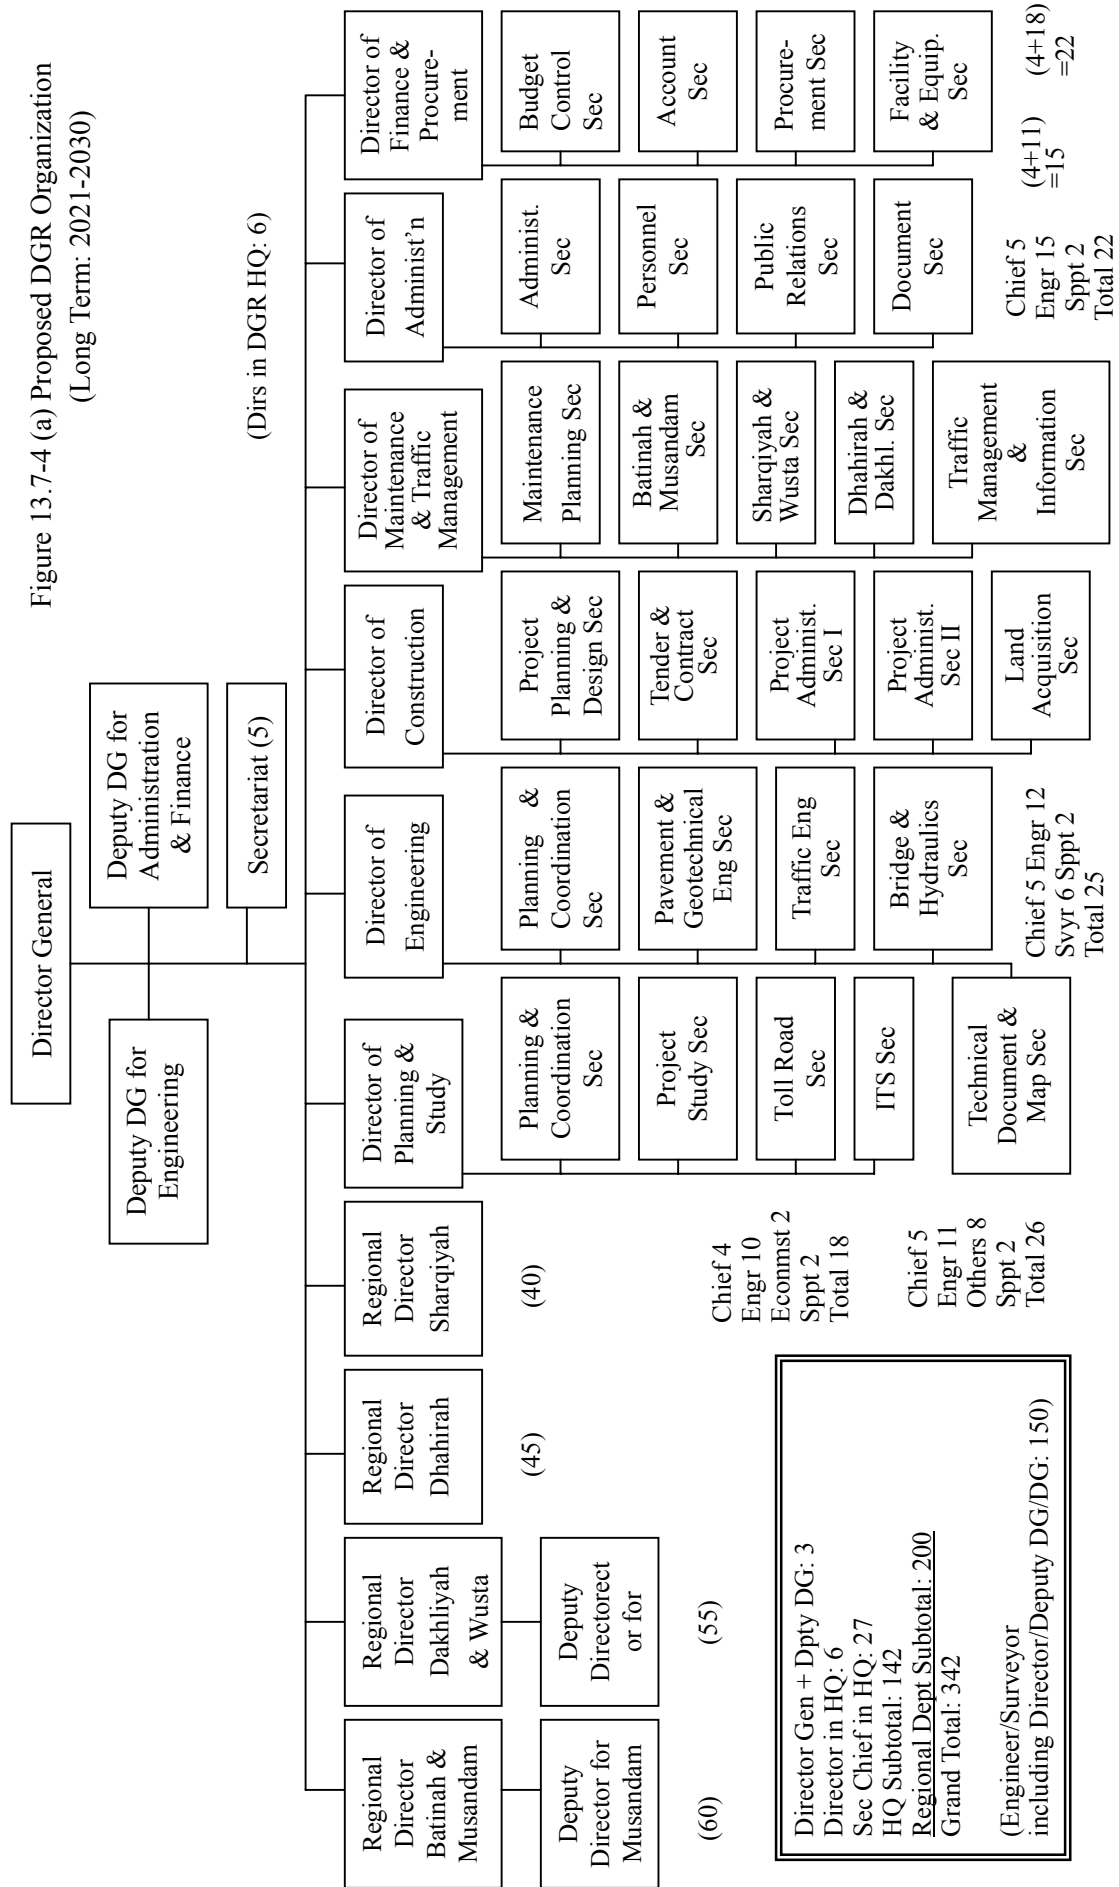 Figure 13.7-4 (a) Proposed DGR Organization
(Long Term: 2021-2030)
Director General
Deputy DG for
Engineering
Deputy DG for
Administration
& Finance
Secretariat (5)
(Dirs in DGR HQ: 6)
Regional
Director
Batinah &
Musandam
Deputy
Director for
Musandam
(60)
Regional
Director
Dakhliyah
& Wusta
Deputy
Directorect
or for
(55)
Regional
Director
Dhahirah
(45)
Regional
Director
Sharqiyah
(40)
Director of
Planning &
Study
Planning &
Coordination
Sec
Project
Study Sec
Toll Road
Sec
ITS Sec
Technical
Document &
Map Sec
Director of
Engineering
Planning &
Coordination
Sec
Pavement &
Geotechnical
Eng Sec
Traffic Eng
Sec
Bridge &
Hydraulics
Sec
Director of
Construction
Project
Planning &
Design Sec
Tender &
Contract
Sec
Project
Administ.
Sec I
Project
Administ.
Sec II
Land
Acquisition
Sec
Director of
Maintenance
& Traffic
Management
Maintenance
Planning Sec
Batinah &
Musandam
Sec
Sharqiyah &
Wusta Sec
Dhahirah &
Dakhl. Sec
Traffic
Management
&
Information
Sec
Director of
Administ'n
Administ.
Sec
Personnel
Sec
Public
Relations
Sec
Document
Sec
Director of
Finance &
Procure-
ment
Budget
Control
Sec
Account
Sec
Procure-
ment Sec
Facility
& Equip.
Sec
Chief 4
Engr 10
Econmst 2
Sppt 2
Total 18
Chief 5
Engr 11
Others 8
Sppt 2
Total 26
Chief 5 Engr 12
Svyr 6 Sppt 2
Total 25
Chief 5
Engr 15
Sppt 2
Total 22
(4+11)
=15
(4+18)
=22
Director Gen + Dpty DG: 3
Director in HQ: 6
Sec Chief in HQ: 27
HQ Subtotal: 142
Regional Dept Subtotal: 200
Grand Total: 342
(Engineer/Surveyor
including Director/Deputy DG/DG: 150)